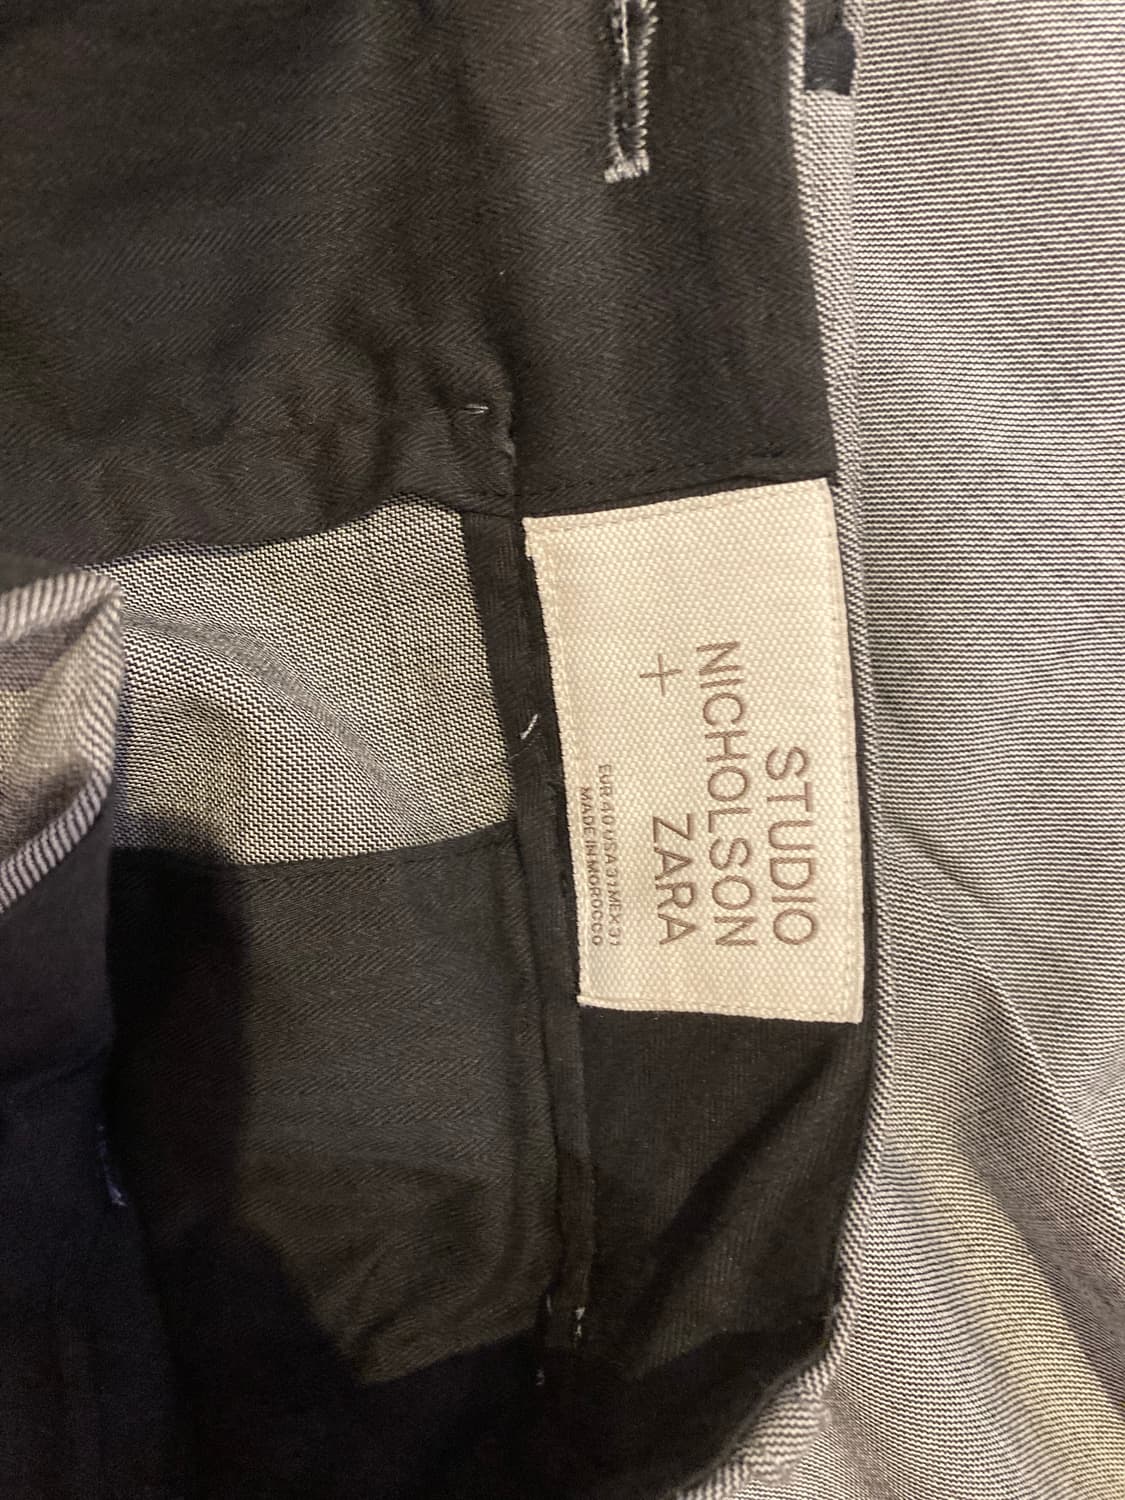 STUDIO
NICHOLSON
+ ZARA
EUR 40 USA 31 MEX 31
MADE IN MOROCCO